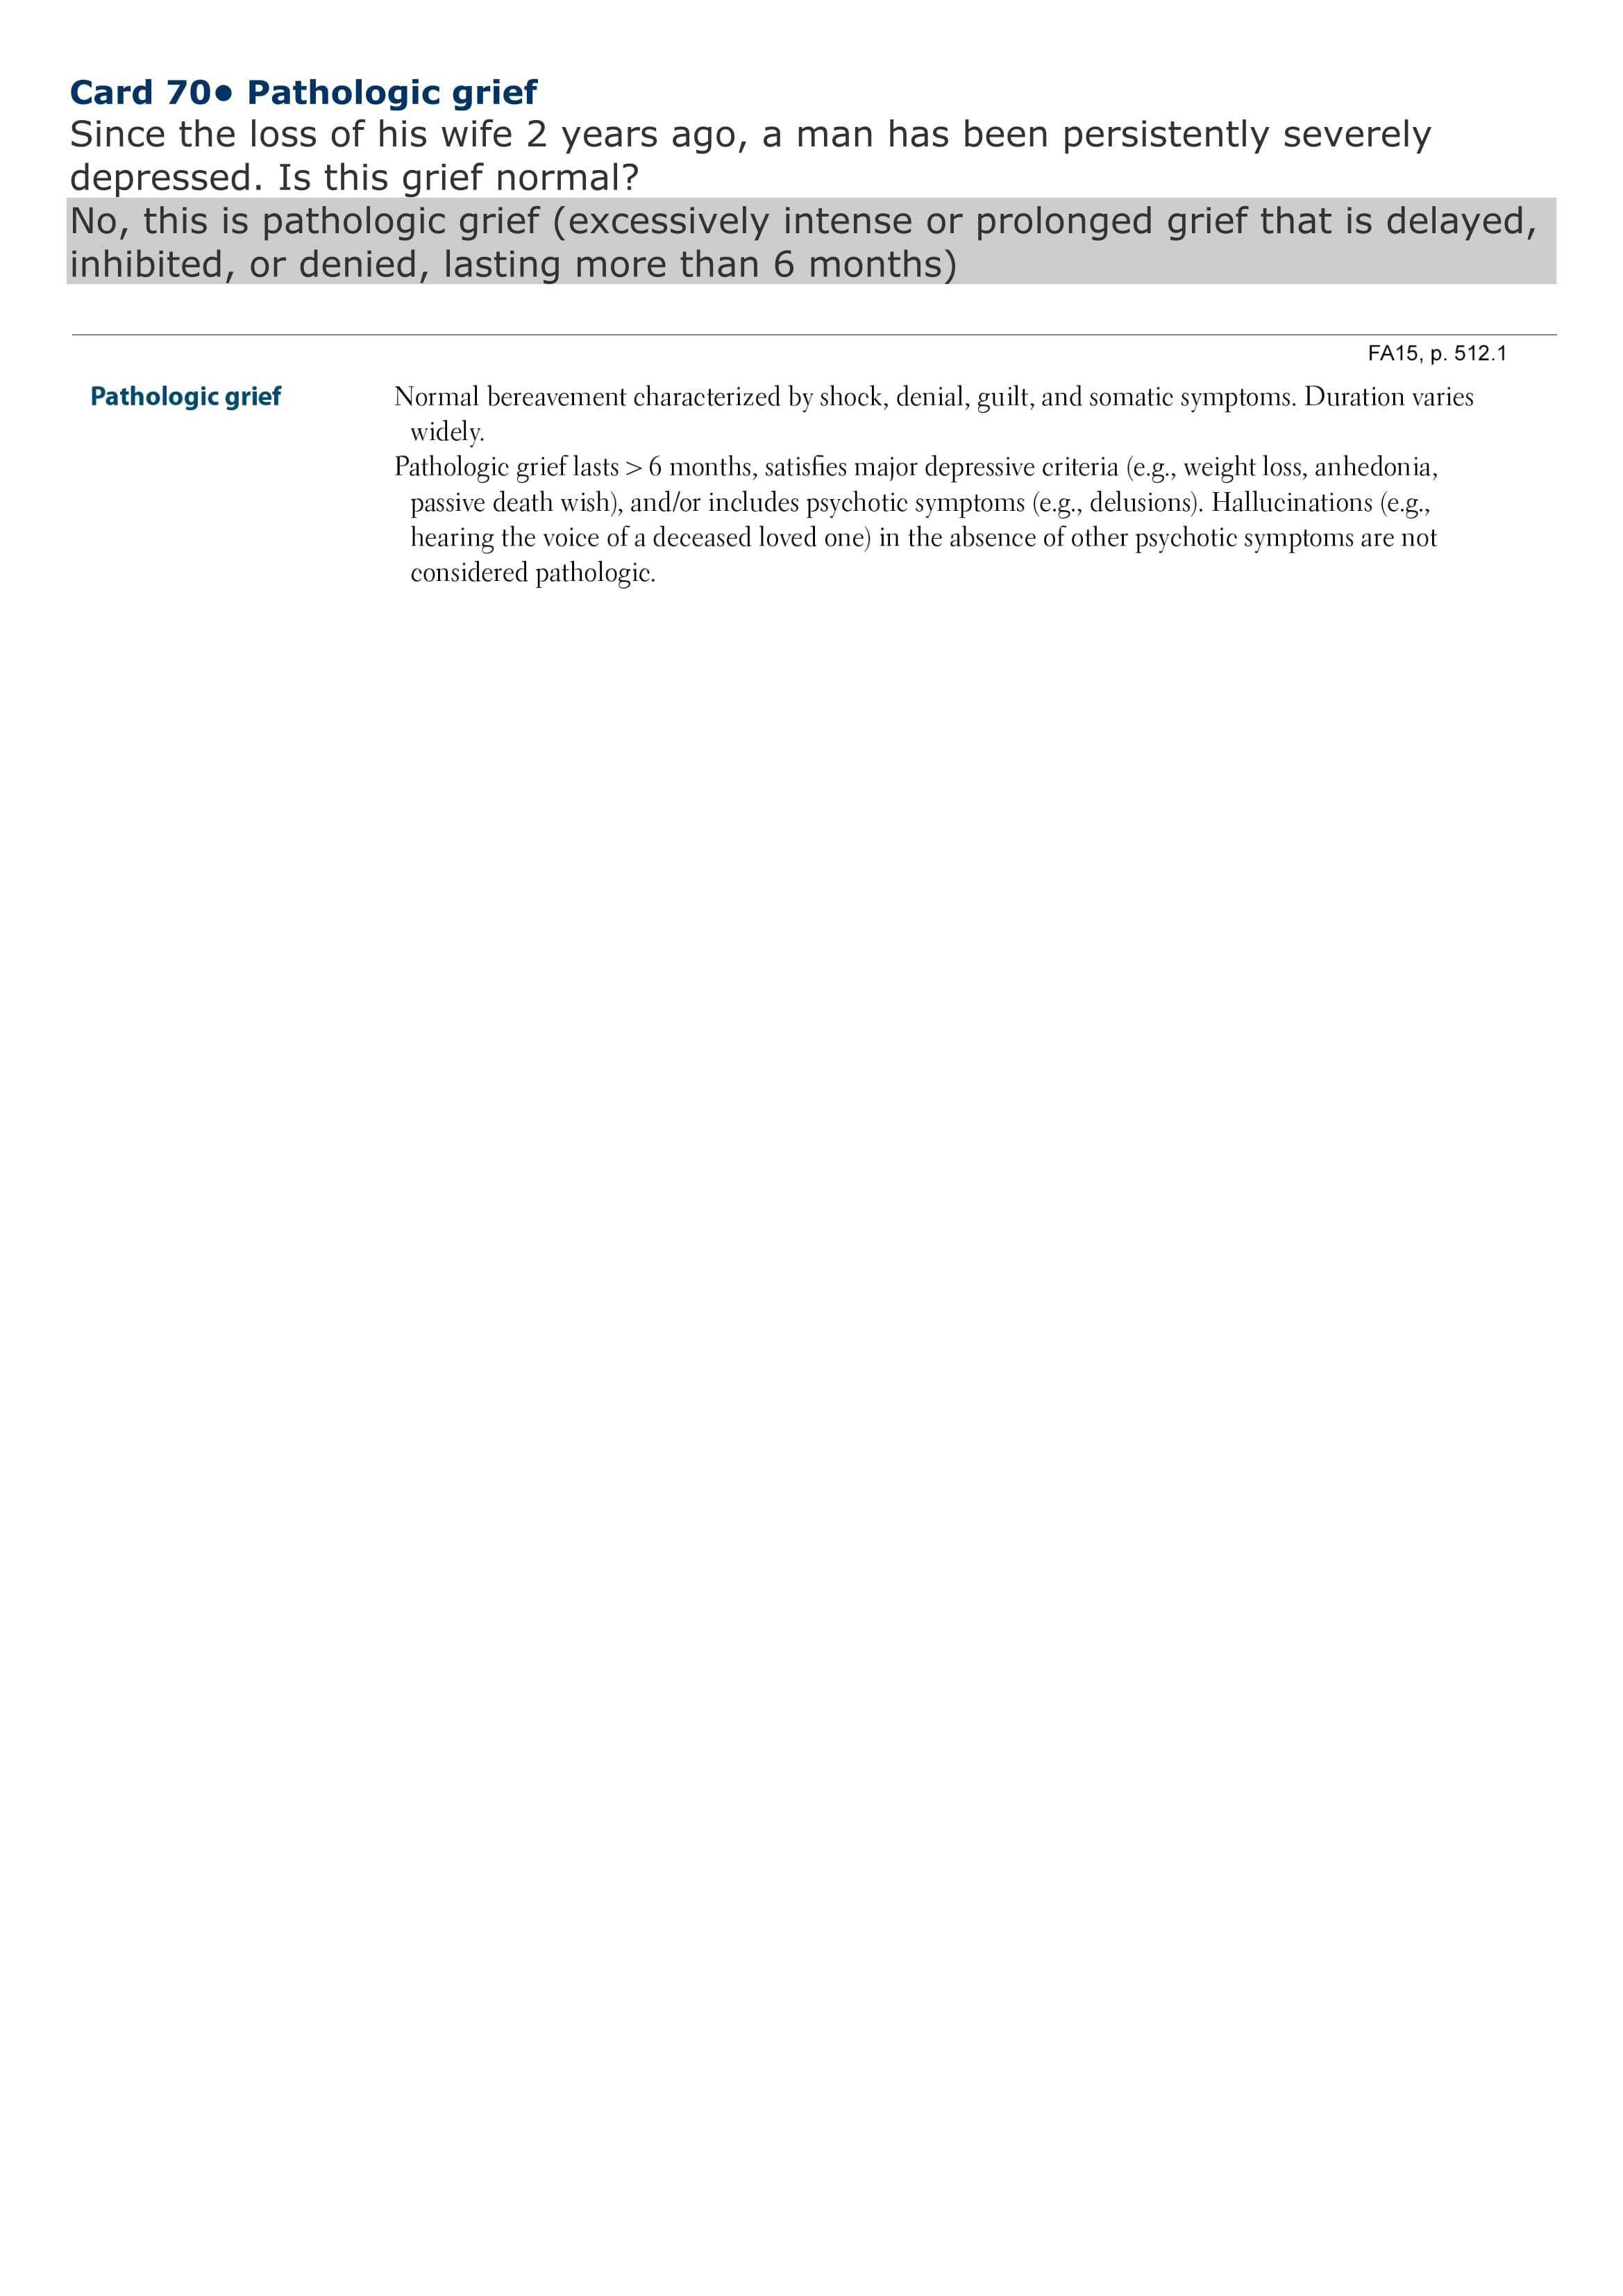 Card 70● Pathologic grief
Since the loss of his wife 2 years ago, a man has been persistently severely
depressed. Is this grief normal?
No, this is pathologic grief (excessively intense or prolonged grief that is delayed,
inhibited, or denied, lasting more than 6 months)
FA15, p. 512.1
Pathologic grief
Normal bereavement characterized by shock, denial, guilt, and somatic symptoms. Duration varies
widely.
Pathologic grief lasts > 6 months, satisfies major depressive criteria (e.g., weight loss, anhedonia,
passive death wish), and/or includes psychotic symptoms (e.g., delusions). Hallucinations (e.g.,
hearing the voice of a deceased loved one) in the absence of other psychotic symptoms are not
considered pathologic.